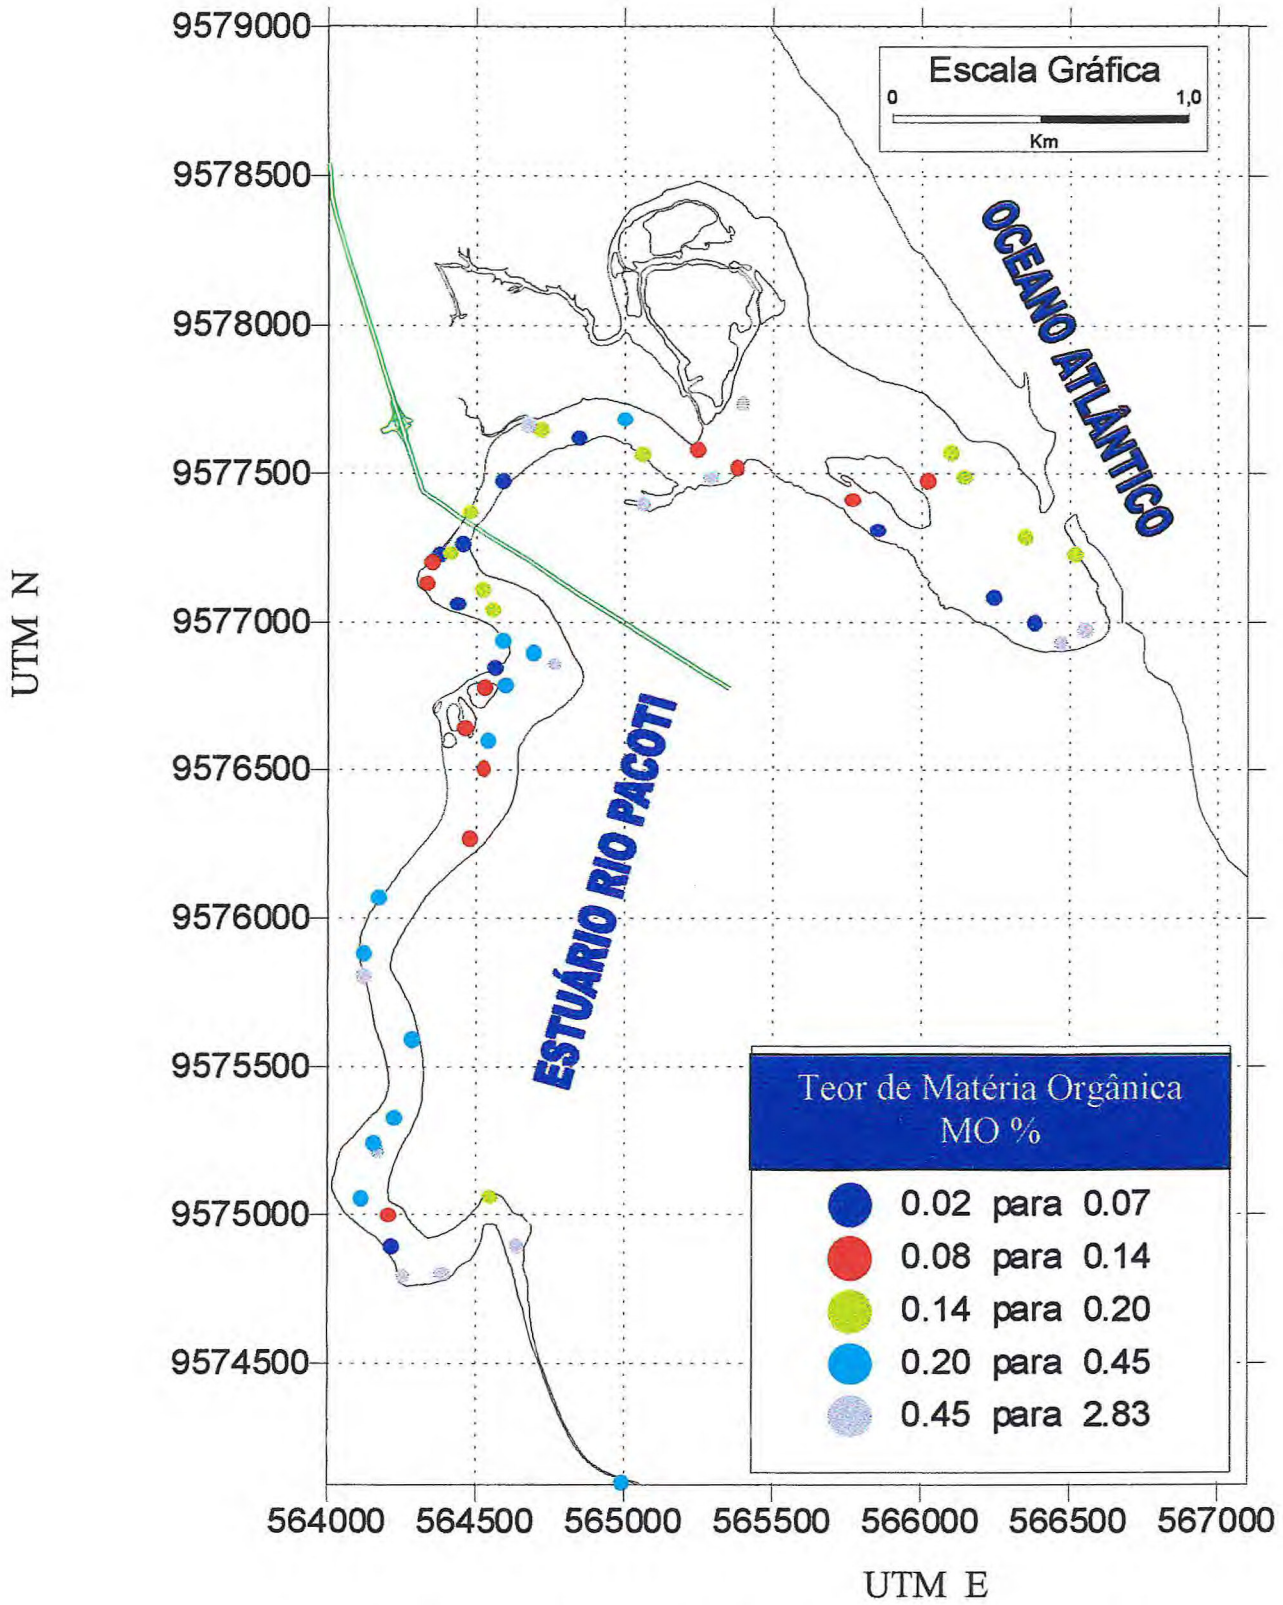 9579000
Escala Gráfica
0 1,0
Km
9578500
OCEANO ATLÂNTICO
9578000
9577500
UTM N
9577000
9576500
ESTUÁRIO RIO PACOTI
9576000
9575500
Teor de Matéria Orgânica
MO %
0.02 para 0.07
9575000
0.08 para 0.14
0.14 para 0.20
9574500
0.20 para 0.45
0.45 para 2.83
564000 564500 565000 565500 566000 566500 567000
UTM E